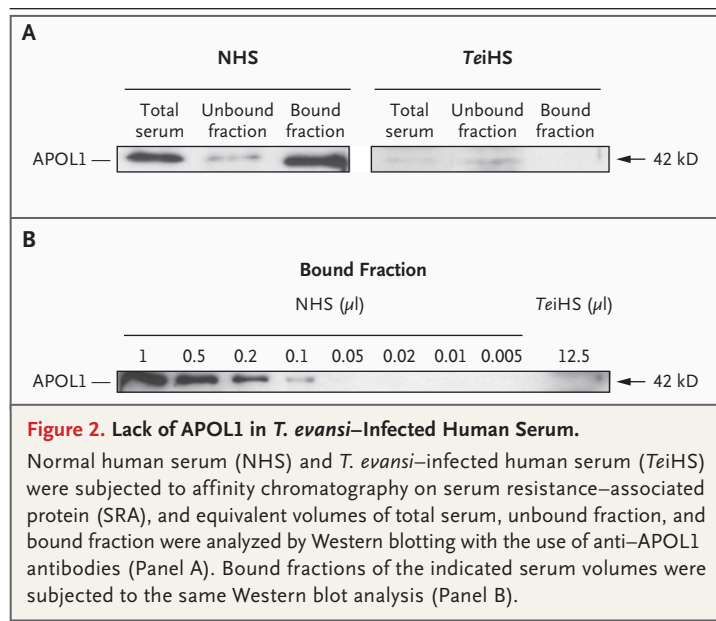 A
NHS
TeiHS
Total serum
Unbound fraction
Bound fraction
Total serum
Unbound fraction
Bound fraction
APOL1
42 kD
B
Bound Fraction
NHS (µl)
TeiHS (µl)
1 0.5 0.2 0.1 0.05 0.02 0.01 0.005 12.5
APOL1
42 kD
Figure 2. Lack of APOL1 in T. evansi–Infected Human Serum.
Normal human serum (NHS) and T. evansi–infected human serum (TeiHS)
were subjected to affinity chromatography on serum resistance–associated
protein (SRA), and equivalent volumes of total serum, unbound fraction, and
bound fraction were analyzed by Western blotting with the use of anti–APOL1
antibodies (Panel A). Bound fractions of the indicated serum volumes were
subjected to the same Western blot analysis (Panel B).